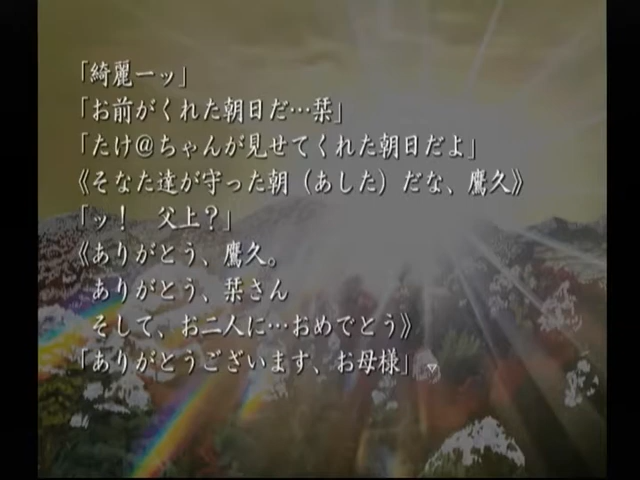 「綺麗ーッ」
「お前がくれた朝日だ…栞」
「たけ＠ちゃんが見せてくれた朝日だよ」
《そなた達が守った朝（あした）だな、鷹久》
「ッ！　父上？」
《ありがとう、鷹久。
　ありがとう、栞さん
　そして、お二人に…おめでとう》
「ありがとうございます、お母様」